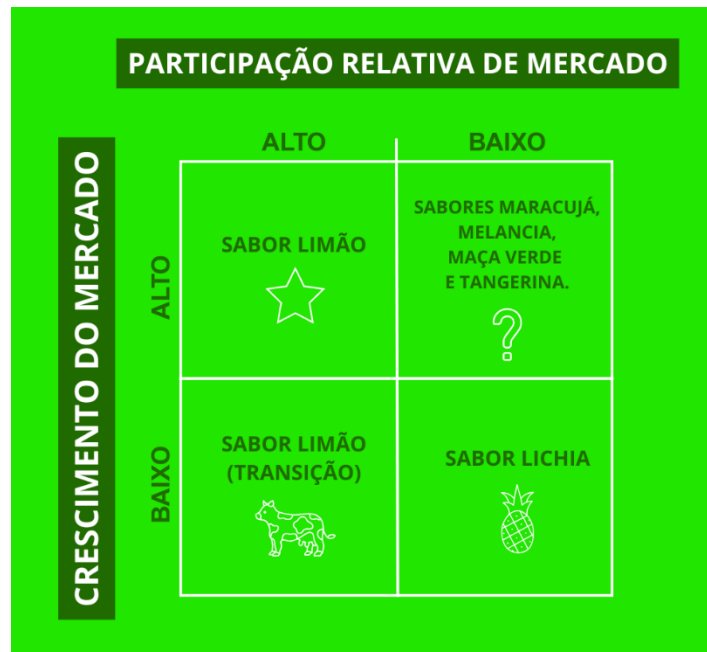 PARTICIPAÇÃO RELATIVA DE MERCADO
ALTO
BAIXO
CRESCIMENTO DO MERCADO
ALTO
SABOR LIMÃO
SABORES MARACUJÁ,
MELANCIA,
MAÇA VERDE
E TANGERINA.
?
BAIXO
SABOR LIMÃO
(TRANSIÇÃO)
SABOR LICHIA